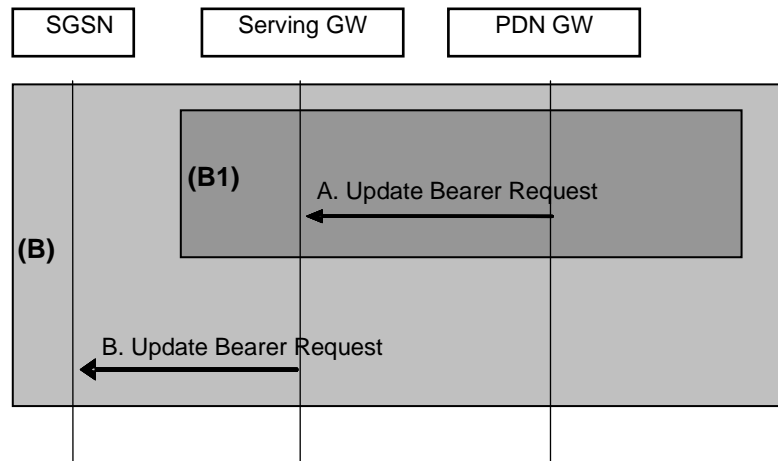 SGSN
Serving GW
PDN GW
(B1)
A. Update Bearer Request
(B)
B. Update Bearer Request